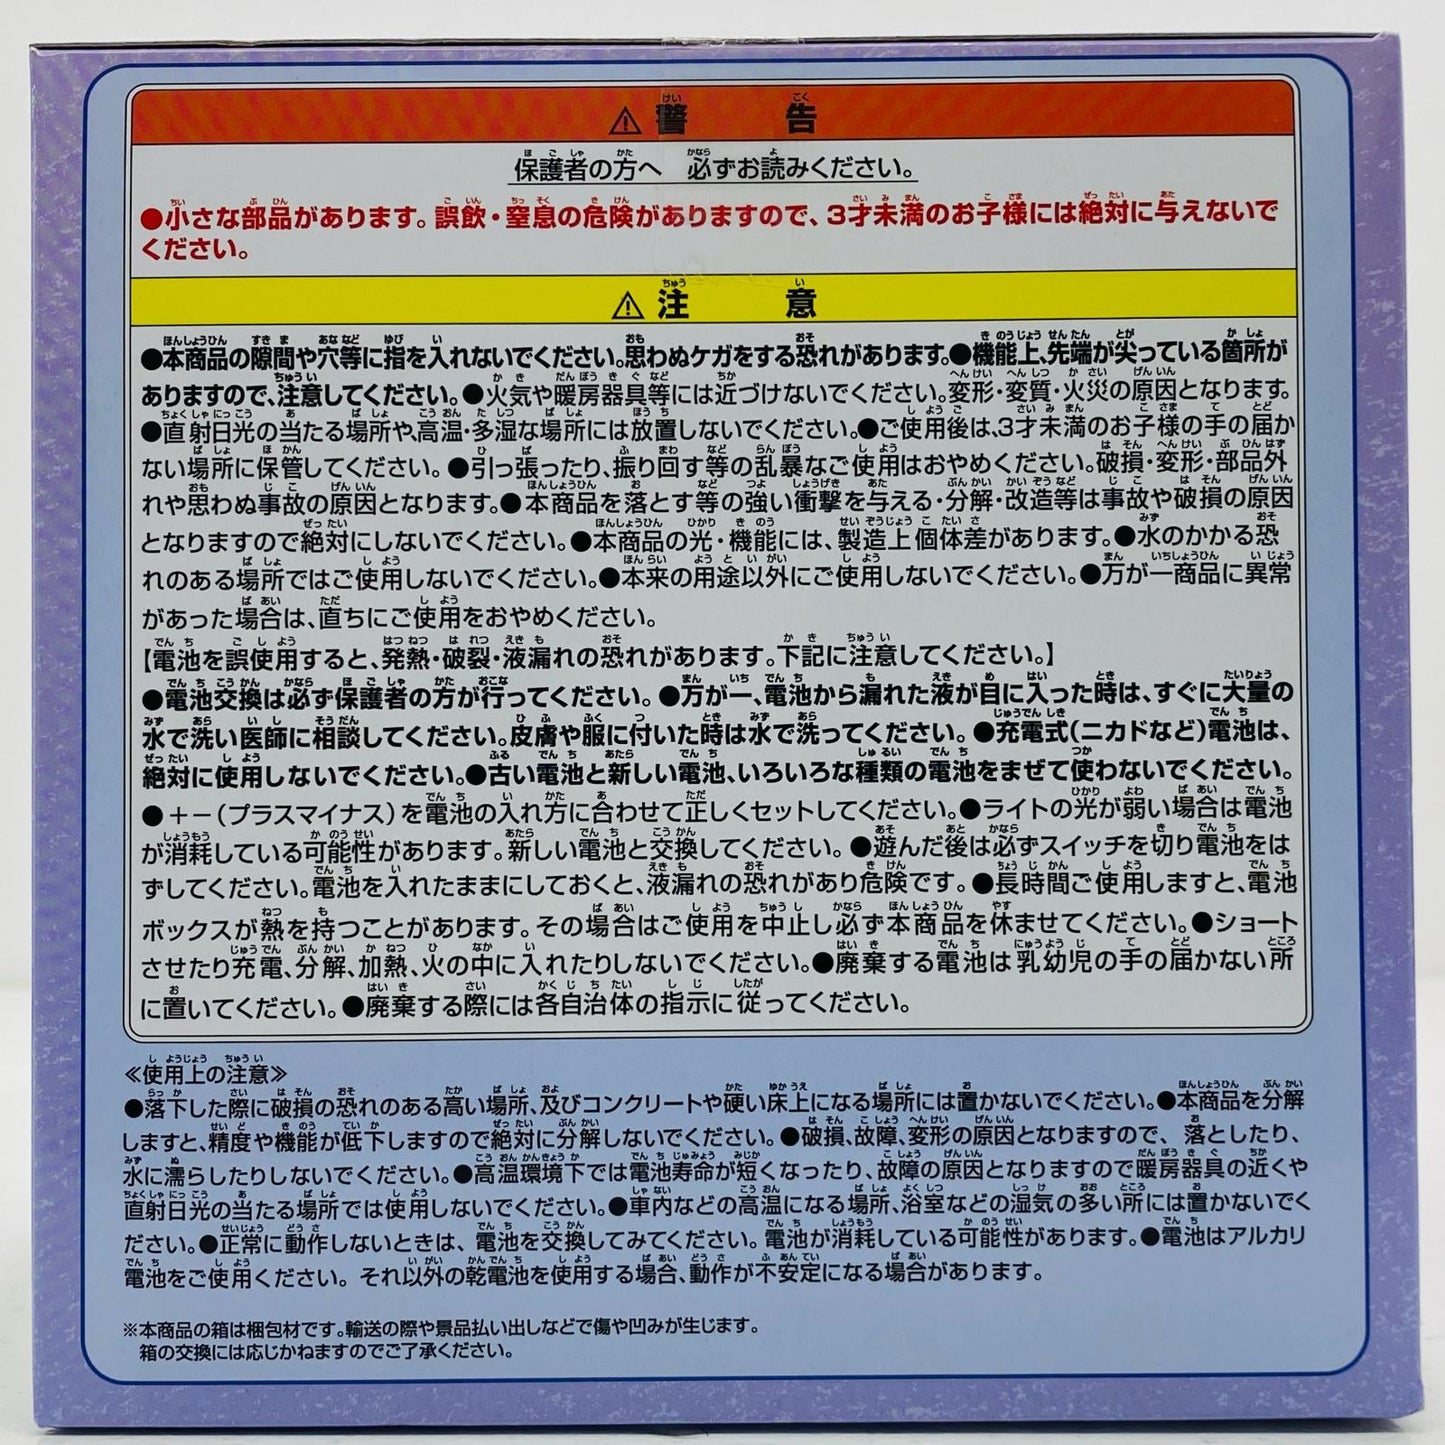 ⚠警告
保護者の方へ 必ずお読みください。
●小さな部品があります。誤飲・窒息の危険がありますので、3才未満のお子様には絶対に与えないで
ください。
⚠注意
●本商品の隙間や穴等に指を入れないでください。思わぬケガをする恐れがあります。●機能上、先端が尖っている箇所が
ありますので、注意してください。●火気や暖房器具等には近づけないでください。変形・変質・火災の原因となります。
●直射日光の当たる場所や、高温・多湿な場所には放置しないでください。●ご使用後は、3才未満のお子様の手の届か
ない場所に保管してください。●引っ張ったり、振り回す等の乱暴なご使用はおやめください。破損・変形・部品外
れや思わぬ事故の原因となります。●本商品を落とす等の強い衝撃を与える・分解・改造等は事故や破損の原因
となりますので絶対にしないでください。●本商品の光・機能には、製造上個体差があります。●水のかかる恐
れのある場所ではご使用しないでください。●本来の用途以外にご使用しないでください。●万が一商品に異常
があった場合は、直ちにご使用をおやめください。
【電池を誤使用すると、発熱・破裂・液漏れの恐れがあります。下記に注意してください。】
●電池交換は必ず保護者の方が行ってください。●万が一、電池から漏れた液が目に入った時は、すぐに大量の
水で洗い医師に相談してください。皮膚や服に付いた時は水で洗ってください。●充電式(ニカドなど)電池は、
絶対に使用しないでください。●古い電池と新しい電池、いろいろな種類の電池をまぜて使わないでください。
●+−(プラスマイナス)を電池の入れ方に合わせて正しくセットしてください。●ライトの光が弱い場合は電池
が消耗している可能性があります。新しい電池と交換してください。●遊んだ後は必ずスイッチを切り電池をは
ずしてください。電池を入れたままにしておくと、液漏れの恐れがあり危険です。●長時間ご使用しますと、電池
ボックスが熱を持つことがあります。その場合はご使用を中止し必ず本商品を休ませてください。●ショート
させたり充電、分解、加熱、火の中に入れたりしないでください。●廃棄する電池は乳幼児の手の届かない所
に置いてください。●廃棄する際には各自治体の指示に従ってください。
≪使用上の注意≫
●落下した際に破損の恐れのある高い場所、及びコンクリートや硬い床上になる場所には置かないでください。●本商品を分解
しますと、精度や機能が低下しますので絶対に分解しないでください。●破損、故障、変形の原因となりますので、落としたり、
水に濡らしたりしないでください。●高温環境下では電池寿命が短くなったり、故障の原因となりますので暖房器具の近くや
直射日光の当たる場所では使用しないでください。●車内などの高温になる場所、浴室などの湿気の多い所には置かないでく
ださい。●正常に動作しないときは、電池を交換してみてください。電池が消耗している可能性があります。●電池はアルカリ
電池をご使用ください。それ以外の乾電池を使用する場合、動作が不安定になる場合があります。
※本商品の箱は梱包材です。輸送の際や景品払い出しなどで傷や凹みが生じます。
箱の交換には応じかねますのでご了承ください。